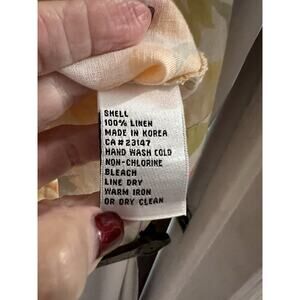 SHELL
100% LINEN
MADE IN KOREA
CA # 23147
HAND WASH COLD
NON-CHLORINE
BLEACH
LINE DRY
WARM IRON
OR DRY CLEAN